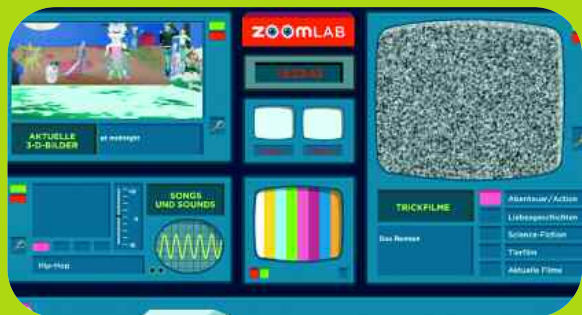 ZOOMLAB
AKTUELLE
3-D-BILDER
at midnight
SONGS
UND SOUNDS
Hip-Hop
TRICKFILME
Das Rennen
Abenteuer/Action
Liebesgeschichten
Science-Fiction
Tierfilm
Aktuelle Filme